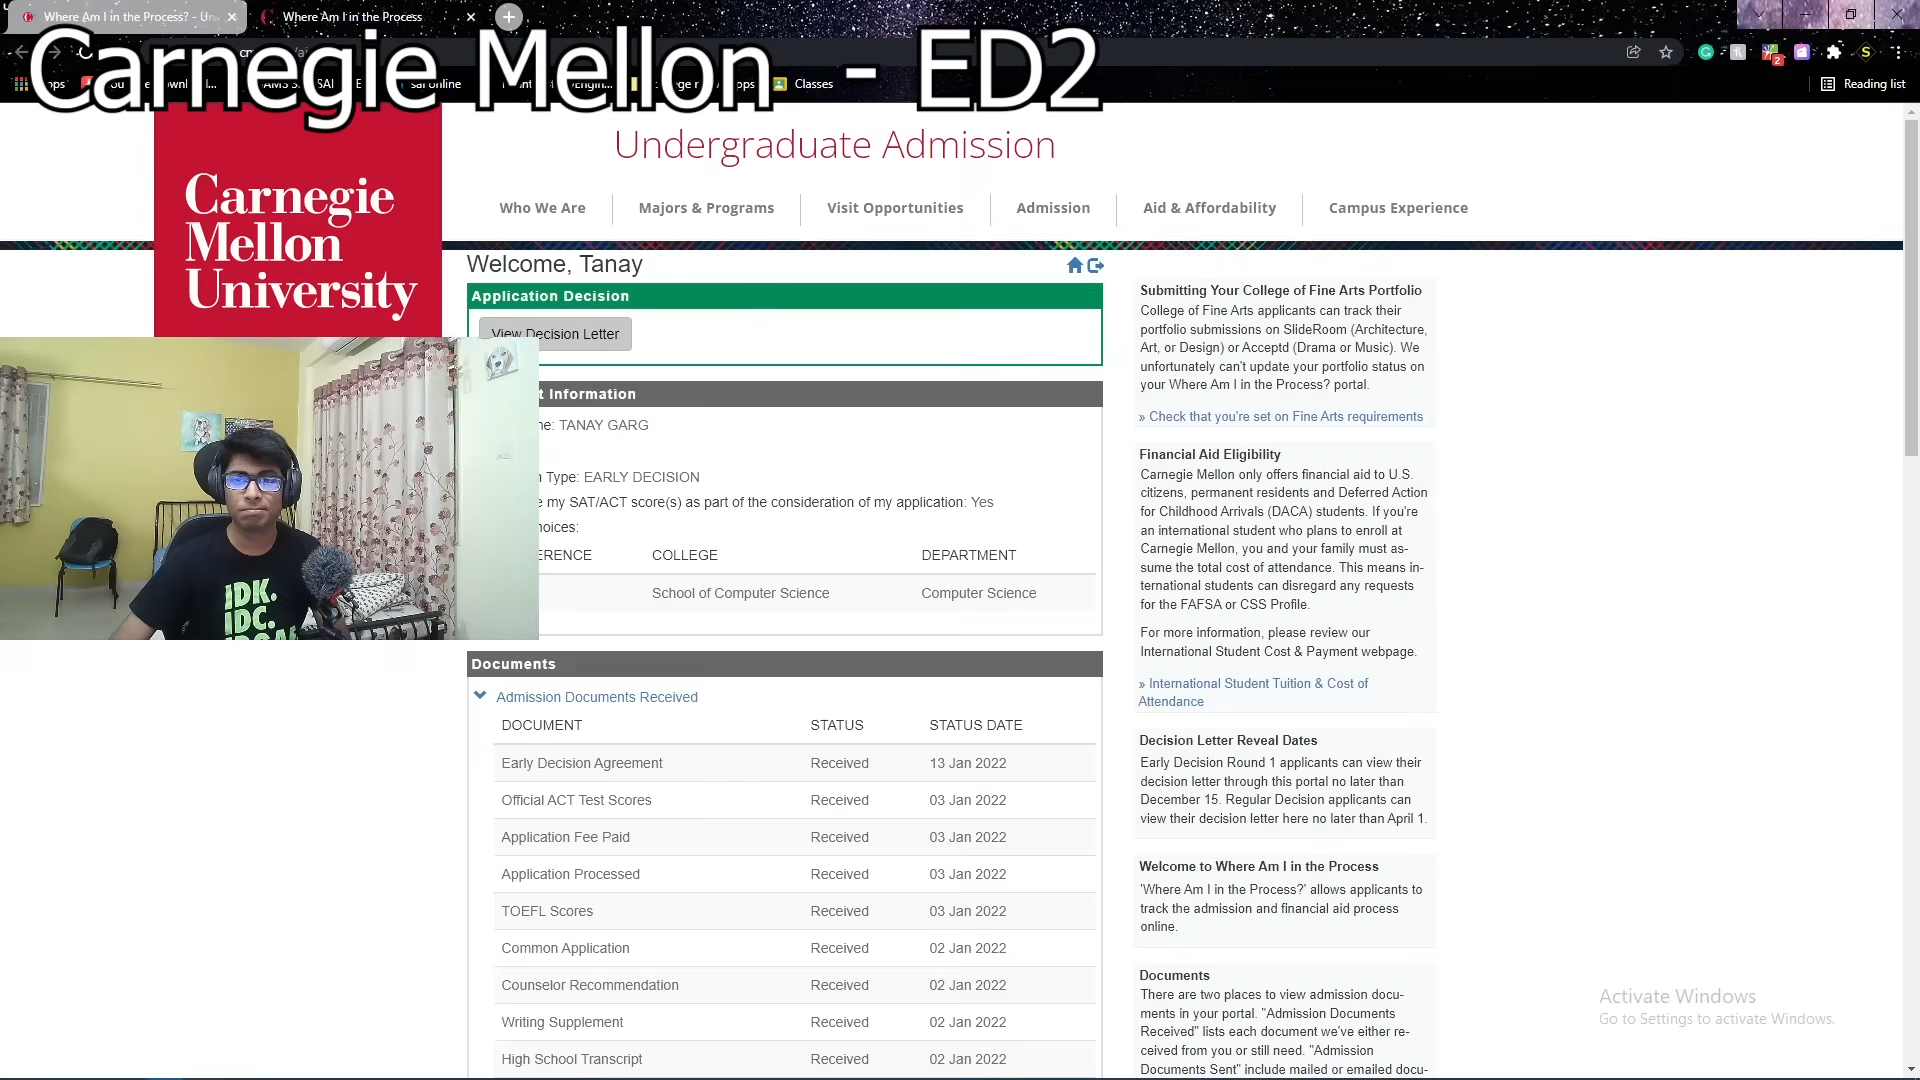 Where Am I in the Process? - Un
Where Am I in the Process
Carnegie Mellon - ED2
sal online
Classes
Reading list
2
S
Undergraduate Admission
Carnegie
Mellon
University
Who We Are
Majors & Programs
Visit Opportunities
Admission
Aid & Affordability
Campus Experience
Welcome, Tanay
Application Decision
View Decision Letter
t Information
ne: TANAY GARG
n Type: EARLY DECISION
e my SAT/ACT score(s) as part of the consideration of my application: Yes
noices:
ERENCE COLLEGE DEPARTMENT
School of Computer Science Computer Science
IDK.
IDC.
Documents
Admission Documents Received
DOCUMENT STATUS STATUS DATE
Early Decision Agreement Received 13 Jan 2022
Official ACT Test Scores Received 03 Jan 2022
Application Fee Paid Received 03 Jan 2022
Application Processed Received 03 Jan 2022
TOEFL Scores Received 03 Jan 2022
Common Application Received 02 Jan 2022
Counselor Recommendation Received 02 Jan 2022
Writing Supplement Received 02 Jan 2022
High School Transcript Received 02 Jan 2022
Submitting Your College of Fine Arts Portfolio
College of Fine Arts applicants can track their
portfolio submissions on SlideRoom (Architecture,
Art, or Design) or Acceptd (Drama or Music). We
unfortunately can't update your portfolio status on
your Where Am I in the Process? portal.
» Check that you're set on Fine Arts requirements
Financial Aid Eligibility
Carnegie Mellon only offers financial aid to U.S.
citizens, permanent residents and Deferred Action
for Childhood Arrivals (DACA) students. If you're
an international student who plans to enroll at
Carnegie Mellon, you and your family must as-
sume the total cost of attendance. This means in-
ternational students can disregard any requests
for the FAFSA or CSS Profile.
For more information, please review our
International Student Cost & Payment webpage.
» International Student Tuition & Cost of
Attendance
Decision Letter Reveal Dates
Early Decision Round 1 applicants can view their
decision letter through this portal no later than
December 15. Regular Decision applicants can
view their decision letter here no later than April 1.
Welcome to Where Am I in the Process
'Where Am I in the Process?' allows applicants to
track the admission and financial aid process
online.
Documents
There are two places to view admission docu-
ments in your portal. "Admission Documents
Received" lists each document we've either re-
ceived from you or still need. "Admission
Documents Sent" include mailed or emailed docu-
Activate Windows
Go to Settings to activate Windows.